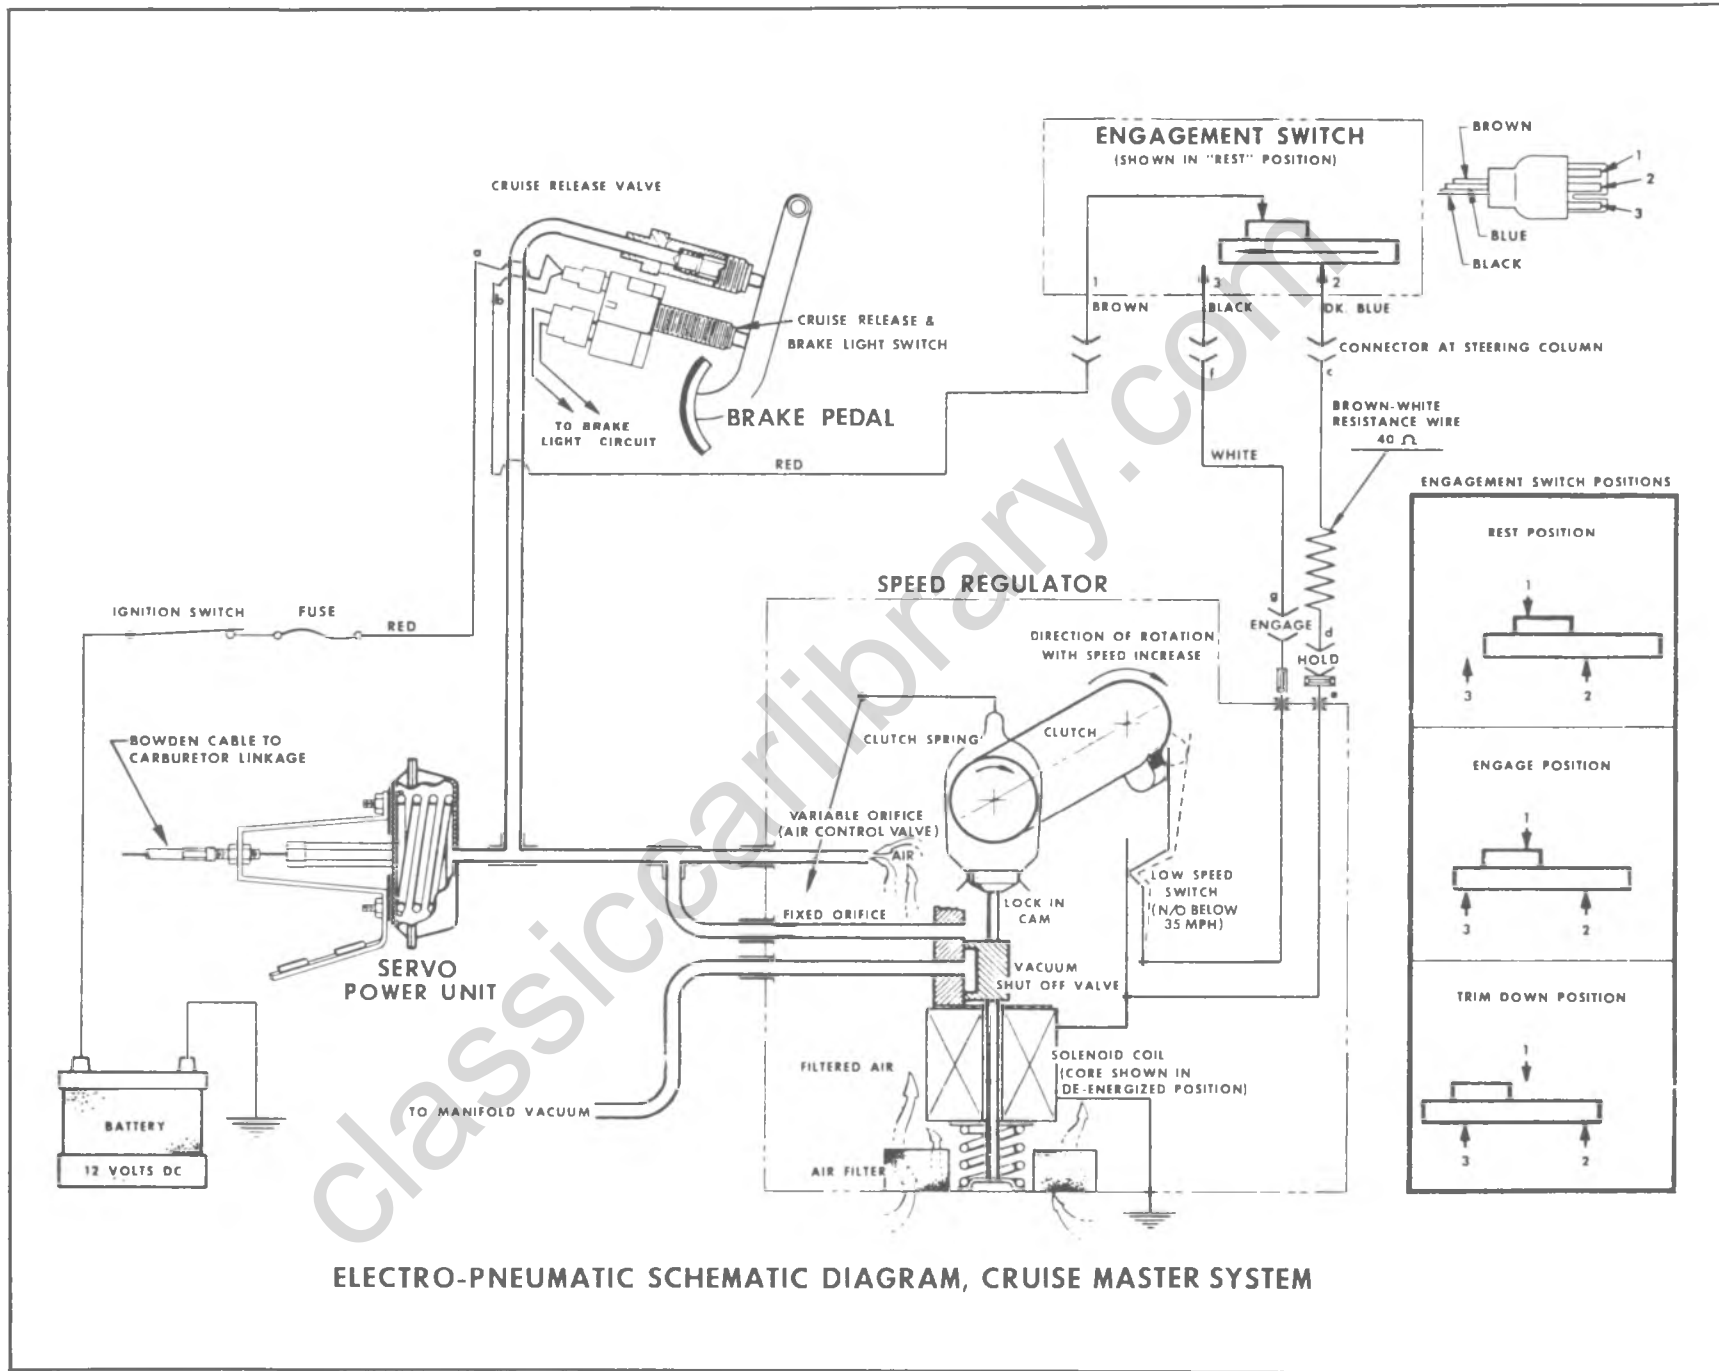 CRUISE RELEASE VALVE
a
b
CRUISE RELEASE &
BRAKE LIGHT SWITCH
TO BRAKE
LIGHT CIRCUIT
BRAKE PEDAL
RED
ENGAGEMENT SWITCH
(SHOWN IN "REST" POSITION)
1
3
2
BROWN
BLACK
DK. BLUE
BROWN
1
2
3
BLUE
BLACK
CONNECTOR AT STEERING COLUMN
f
c
BROWN-WHITE
RESISTANCE WIRE
40 Ω
WHITE
g
ENGAGE
d
HOLD
e
ENGAGEMENT SWITCH POSITIONS
REST POSITION
1
3
2
ENGAGE POSITION
1
3
2
TRIM DOWN POSITION
1
3
2
IGNITION SWITCH
FUSE
RED
BOWDEN CABLE TO
CARBURETOR LINKAGE
SERVO
POWER UNIT
BATTERY
12 VOLTS DC
SPEED REGULATOR
DIRECTION OF ROTATION
WITH SPEED INCREASE
CLUTCH SPRING
CLUTCH
VARIABLE ORIFICE
(AIR CONTROL VALVE)
AIR
FIXED ORIFICE
LOCK IN
CAM
LOW SPEED
SWITCH
(N/O BELOW
35 MPH)
VACUUM
SHUT OFF VALVE
FILTERED AIR
SOLENOID COIL
(CORE SHOWN IN
DE-ENERGIZED POSITION)
TO MANIFOLD VACUUM
AIR FILTER
ELECTRO-PNEUMATIC SCHEMATIC DIAGRAM, CRUISE MASTER SYSTEM
classiccarlibrary.com